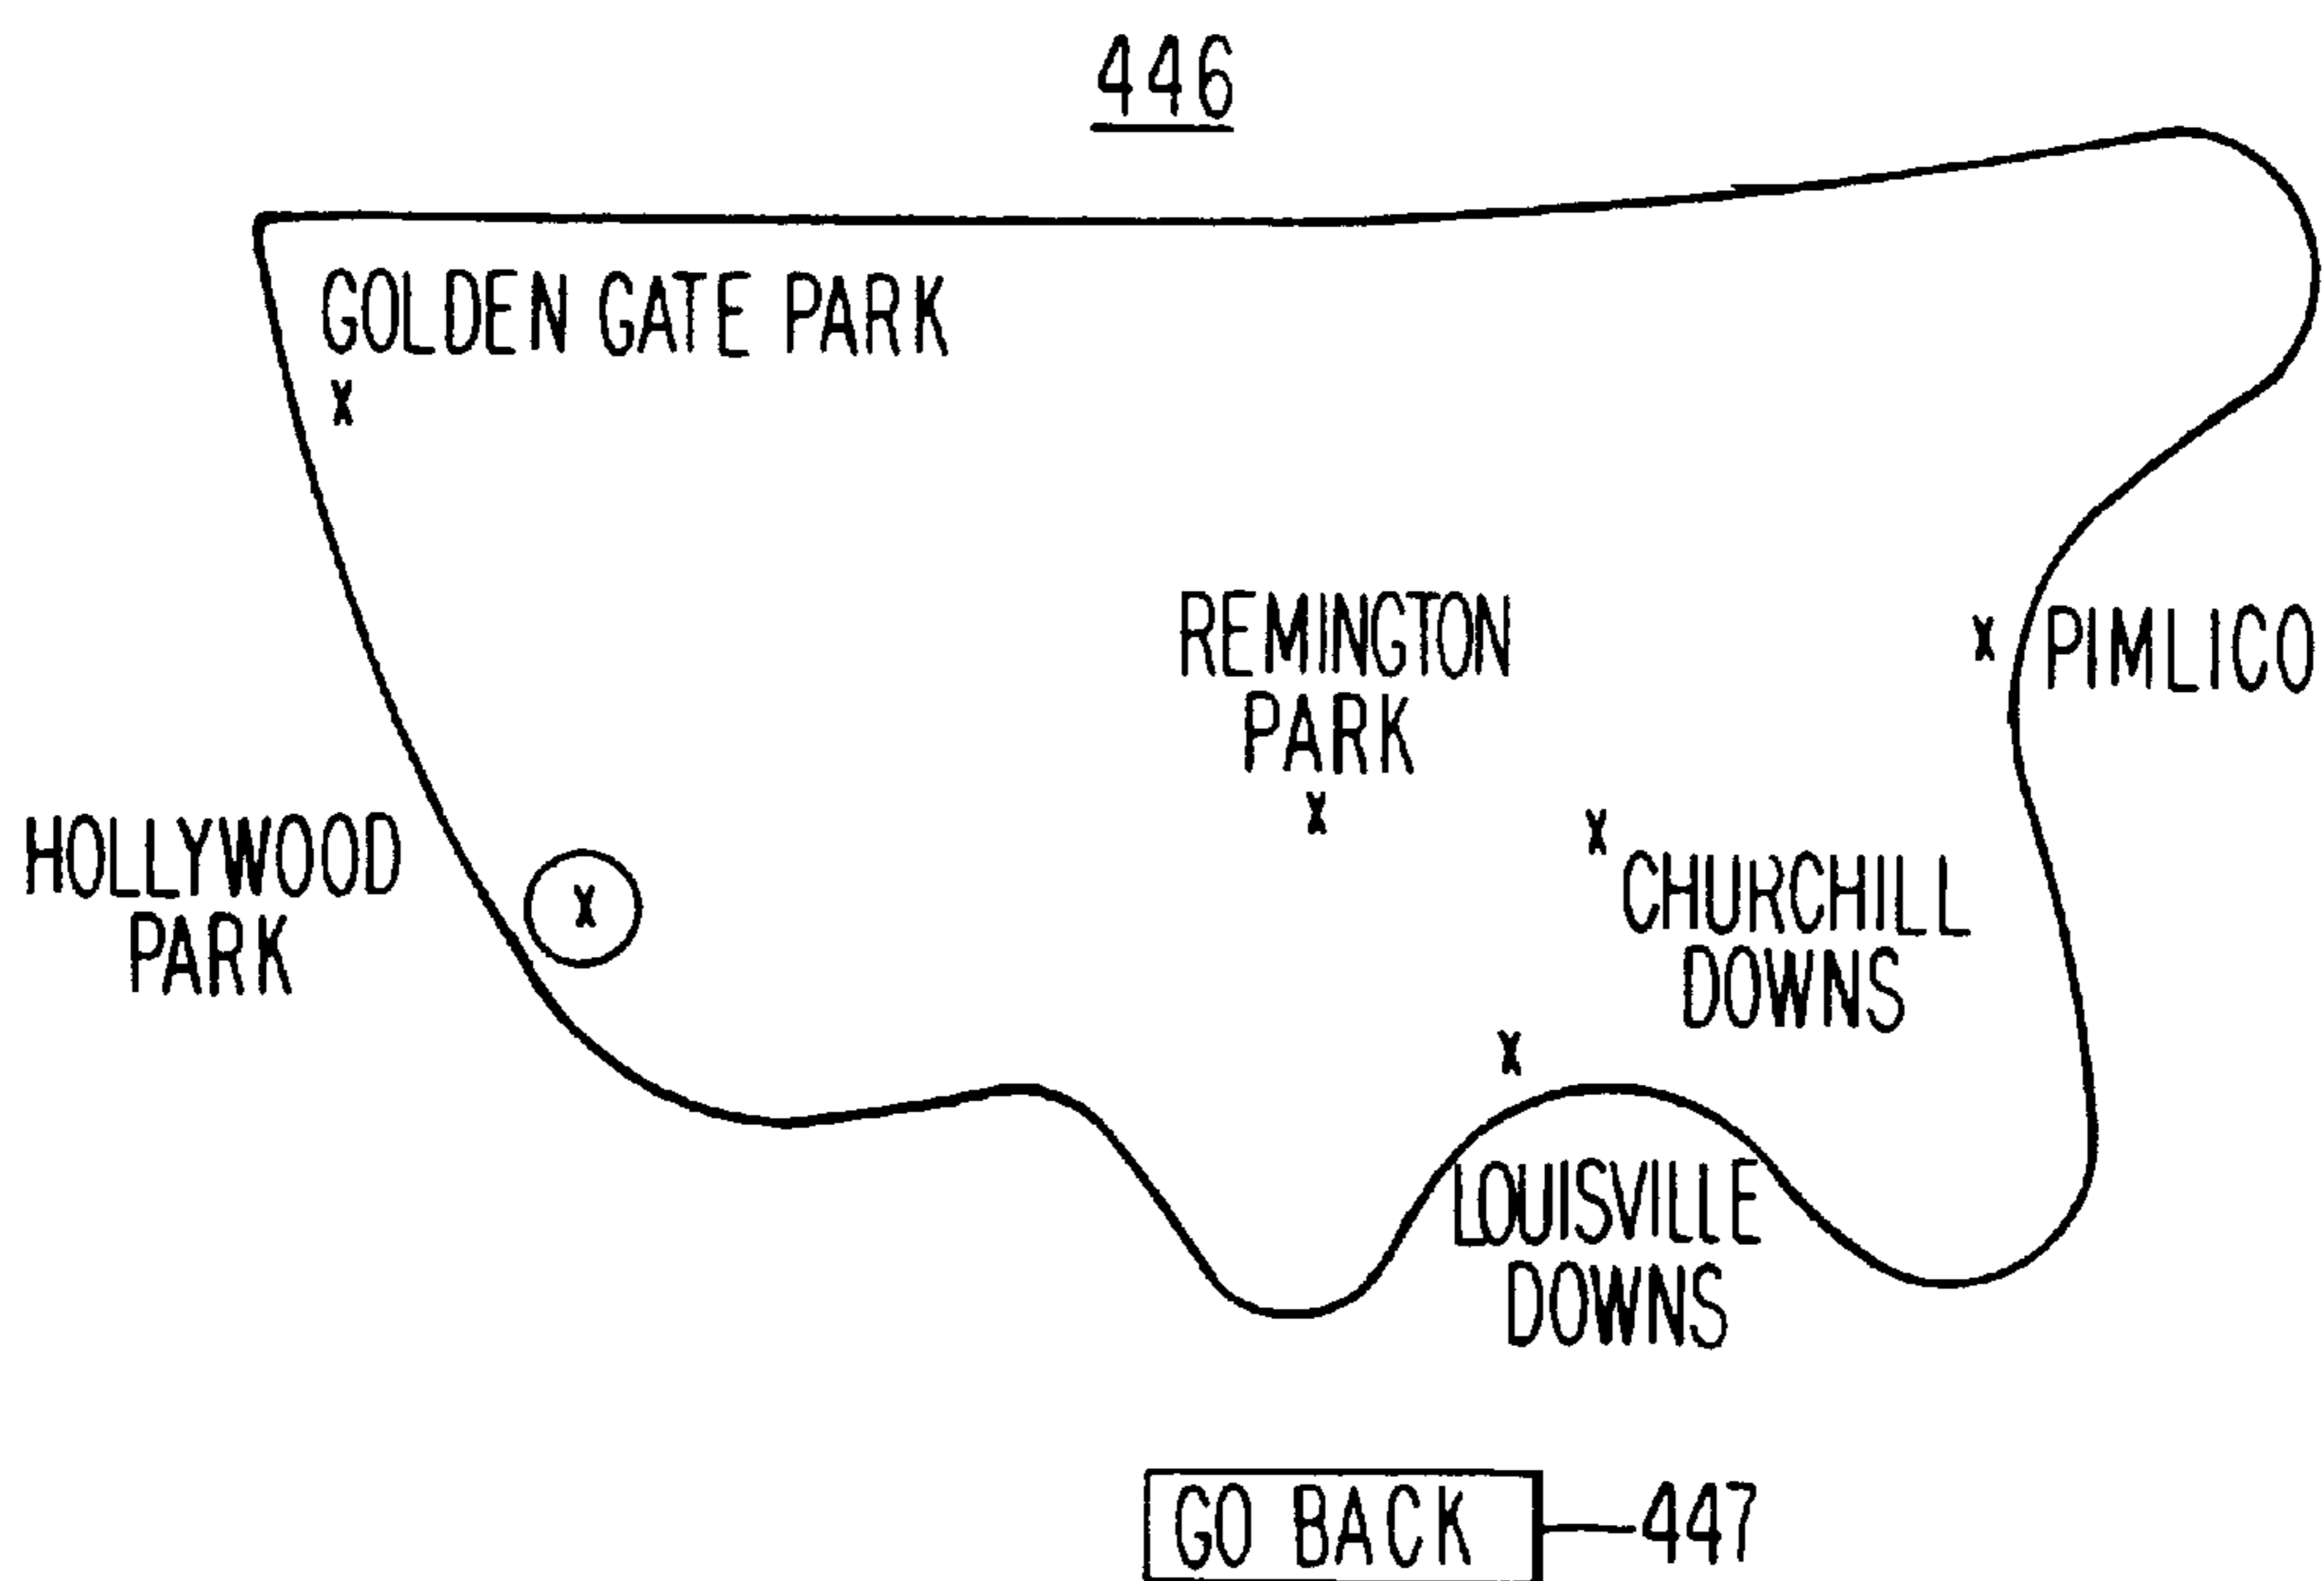 446
GOLDEN GATE PARK
X
REMINGTON
PARK
X
X PIMLICO
HOLLYWOOD
PARK
X
X
CHURCHILL
DOWNS
X
LOUISVILLE
DOWNS
GO BACK 447